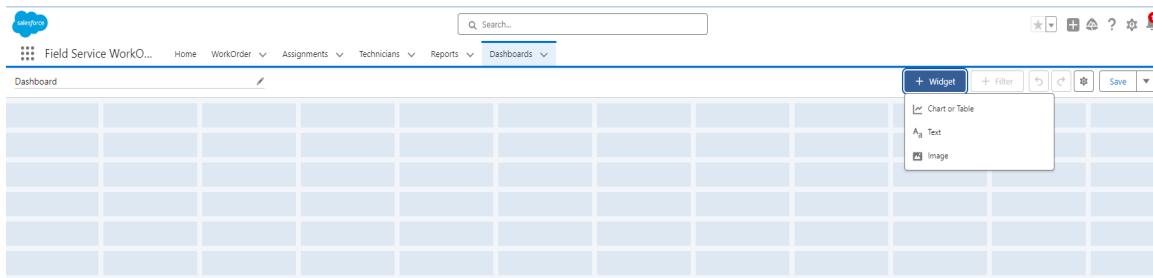 salesforce
Search...
Field Service WorkO... Home WorkOrder Assignments Technicians Reports Dashboards
Dashboard + Widget + Filter Save
Chart or Table
Aa Text
Image